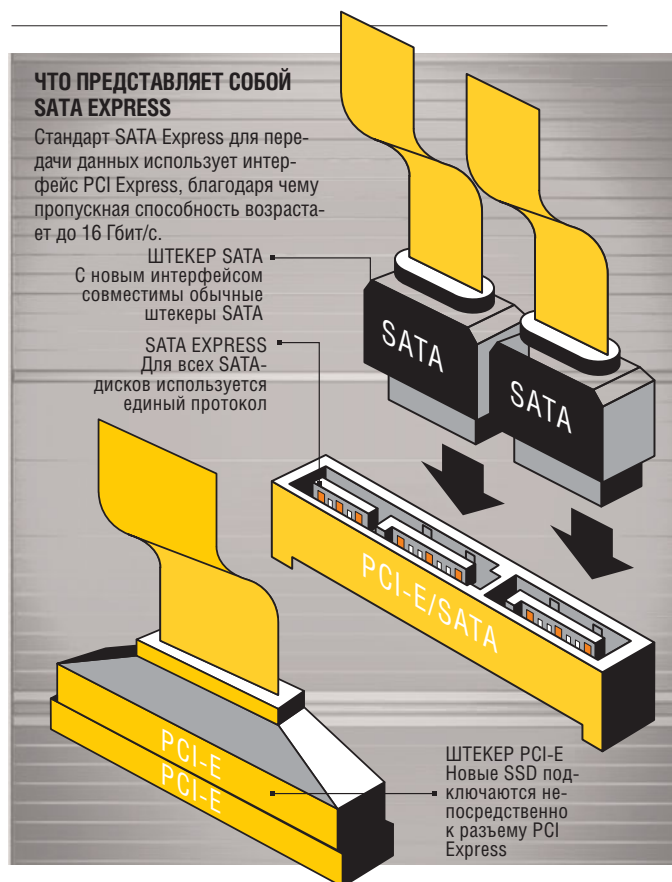 ЧТО ПРЕДСТАВЛЯЕТ СОБОЙ
SATA EXPRESS
Стандарт SATA Express для пере-
дачи данных использует интер-
фейс PCI Express, благодаря чему
пропускная способность возраста-
ет до 16 Гбит/с.
ШТЕКЕР SATA
С новым интерфейсом
совместимы обычные
штекеры SATA
SATA EXPRESS
Для всех SATA-
дисков используется
единый протокол
SATA
SATA
PCI-E/SATA
PCI-E
PCI-E
ШТЕКЕР PCI-E
Новые SSD под-
ключаются не-
посредственно
к разъему PCI
Express